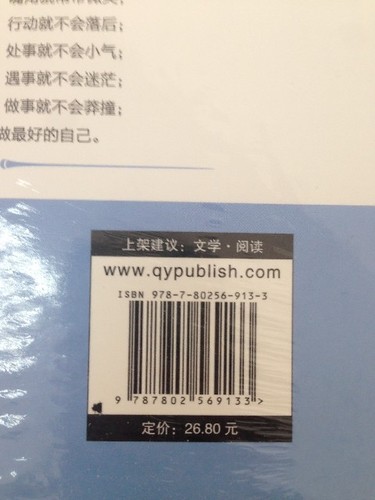 行动就不会落后；
处事就不会小气；
遇事就不会迷茫；
做事就不会莽撞；
做最好的自己。
上架建议：文学·阅读
www.qypublish.com
ISBN 978-7-80256-913-3
9 787802 569133 >
定价：26.80 元